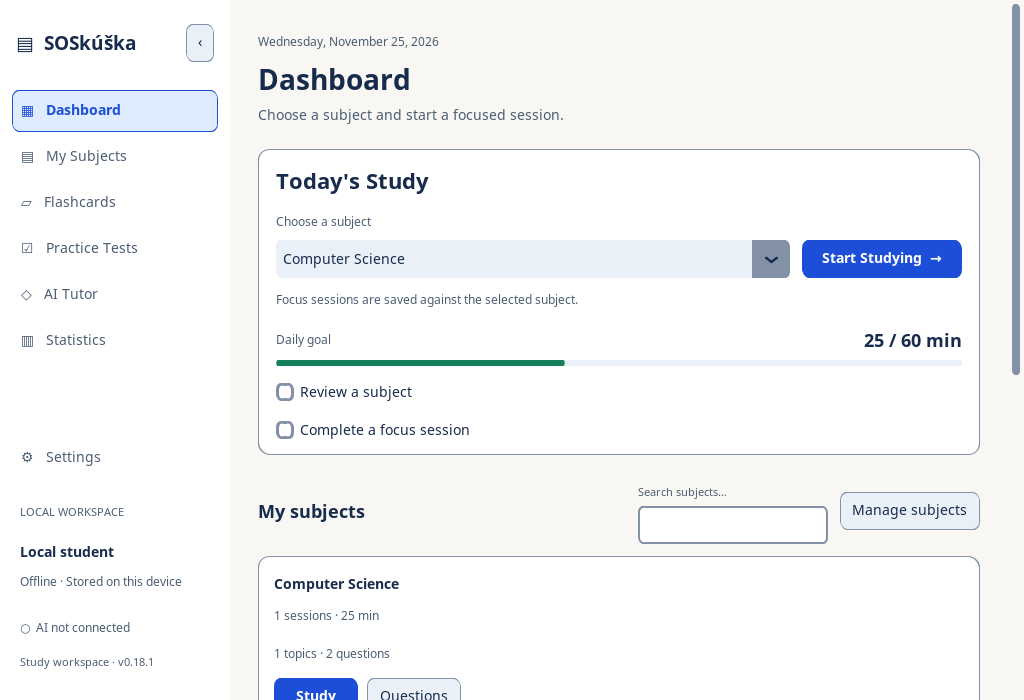 SOSkúška
Dashboard
My Subjects
Flashcards
Practice Tests
AI Tutor
Statistics
Settings
LOCAL WORKSPACE
Local student
Offline · Stored on this device
AI not connected
Study workspace · v0.18.1
Wednesday, November 25, 2026
Dashboard
Choose a subject and start a focused session.
Today's Study
Choose a subject
Computer Science
Start Studying →
Focus sessions are saved against the selected subject.
Daily goal
25 / 60 min
Review a subject
Complete a focus session
My subjects
Search subjects...
Manage subjects
Computer Science
1 sessions · 25 min
1 topics · 2 questions
Study
Questions